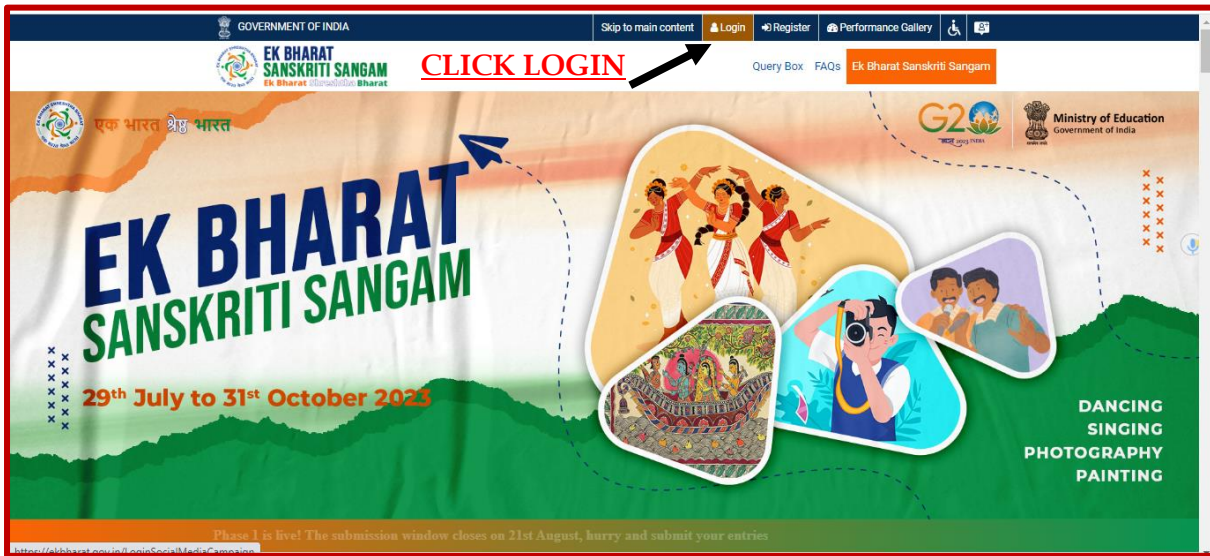 GOVERNMENT OF INDIA
Skip to main content Login Register Performance Gallery
EK BHARAT
SANSKRITI SANGAM
Ek Bharat Shreshtha Bharat
CLICK LOGIN
Query Box FAQs Ek Bharat Sanskriti Sangam
एक भारत श्रेष्ठ भारत
G20
भारत 2023 INDIA
Ministry of Education
Government of India
EK BHARAT
SANSKRITI SANGAM
29th July to 31st October 2023
DANCING
SINGING
PHOTOGRAPHY
PAINTING
Phase 1 is live! The submission window closes on 21st August, hurry and submit your entries
https://ekbharat.gov.in/LoginSocialMediaCampaign